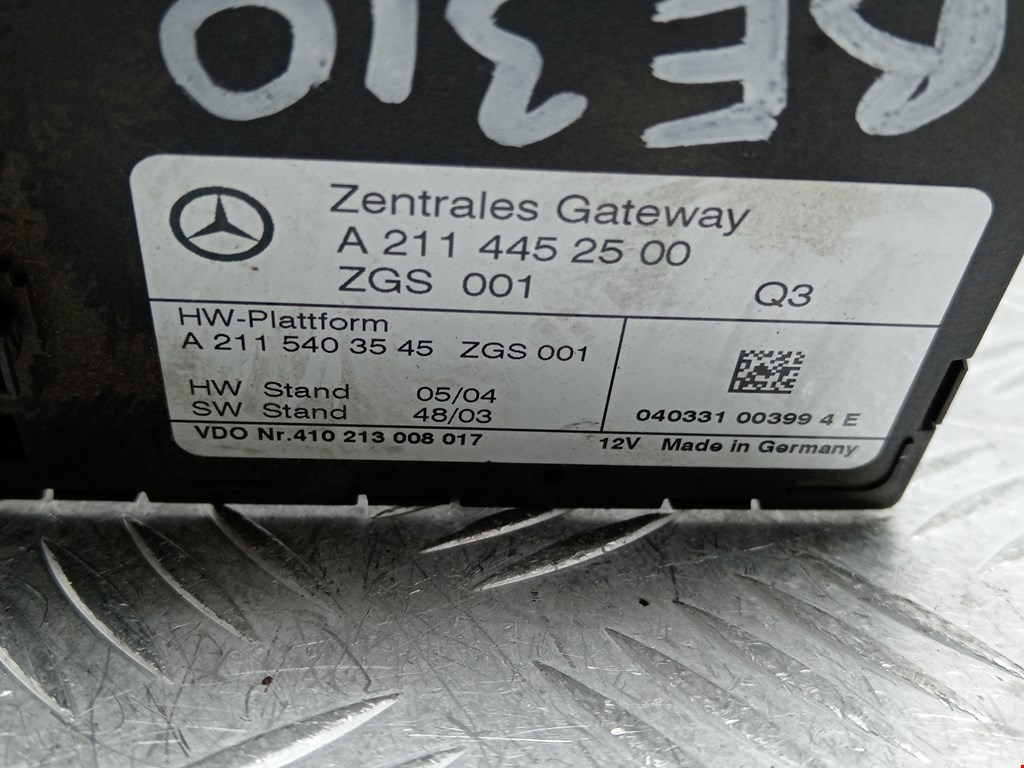 BE 310
Zentrales Gateway
A 211 445 25 00
ZGS 001
Q3
HW-Plattform
A 211 540 35 45 ZGS 001
HW Stand 05/04
SW Stand 48/03
040331 00399 4 E
VDO Nr.410 213 008 017
12V Made in Germany